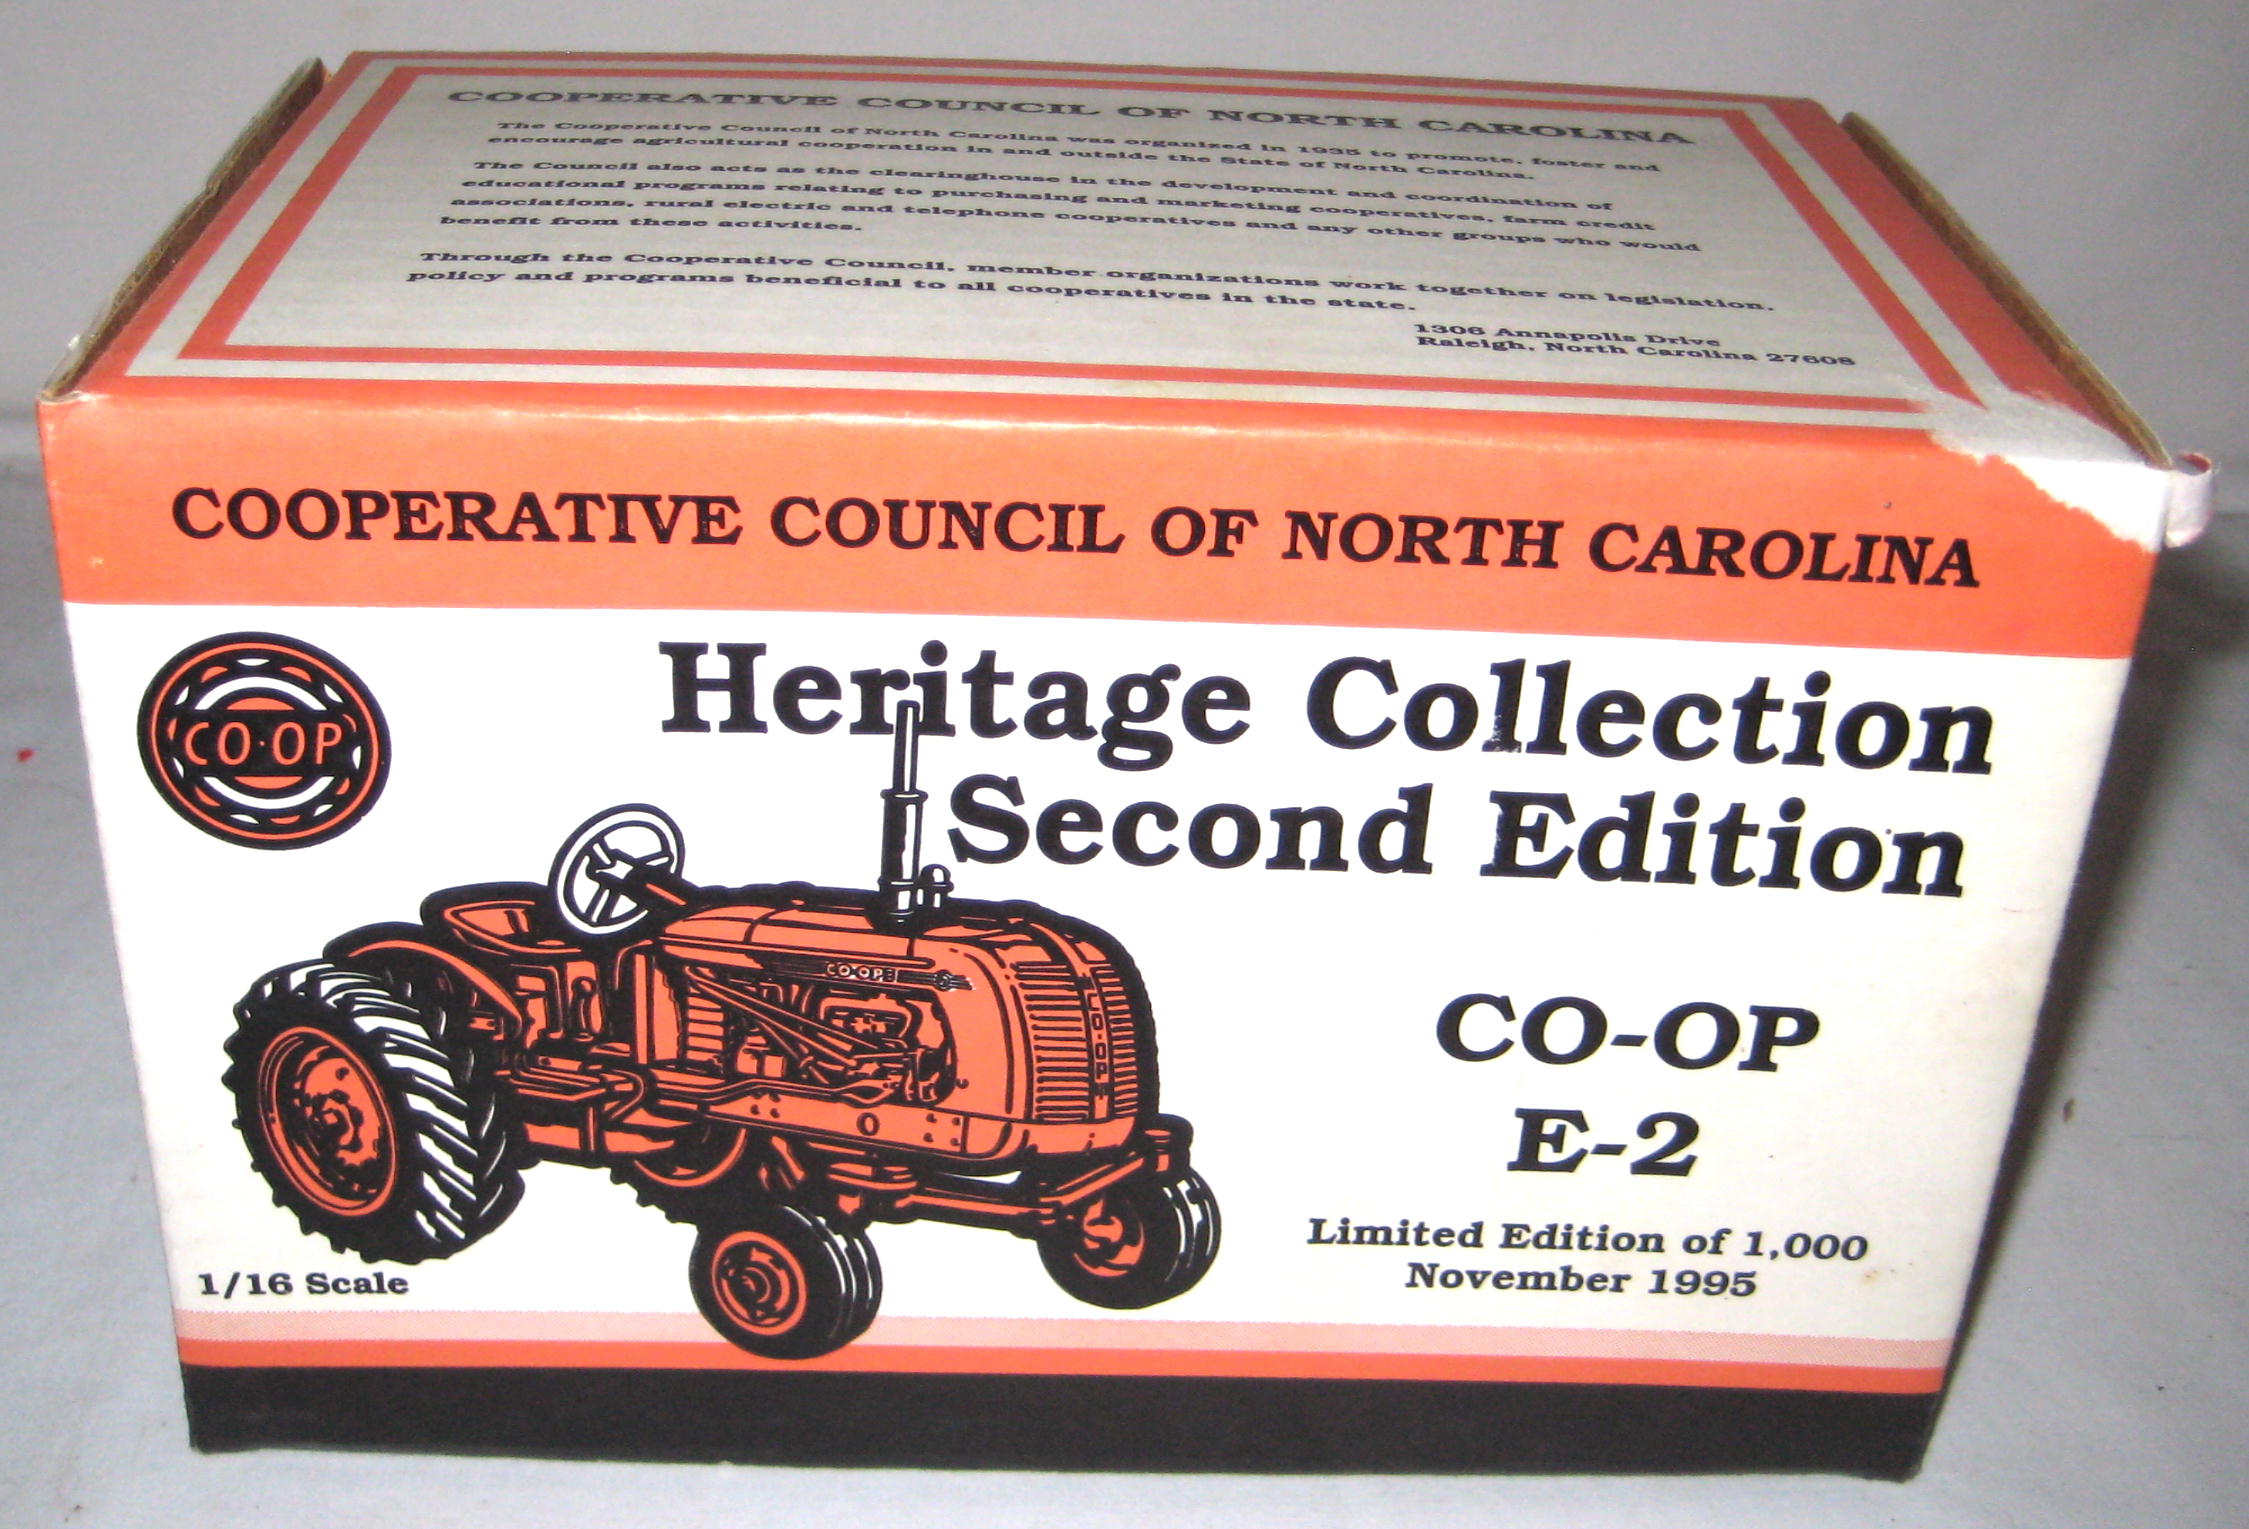 COOPERATIVE COUNCIL OF NORTH CAROLINA
The Cooperative Council of North Carolina was organized in 1935 to promote, foster and
encourage agricultural cooperation in and outside the State of North Carolina.
The Council also acts as the clearinghouse in the development and coordination of
educational programs relating to purchasing and marketing cooperatives, farm credit
associations, rural electric and telephone cooperatives and any other groups who would
benefit from these activities.
Through the Cooperative Council, member organizations work together on legislation,
policy and programs beneficial to all cooperatives in the state.
1306 Annapolis Drive
Raleigh, North Carolina 27608
COOPERATIVE COUNCIL OF NORTH CAROLINA
CO·OP
Heritage Collection
Second Edition
CO-OP
CO-OP
CO-OP
E-2
Limited Edition of 1,000
November 1995
1/16 Scale